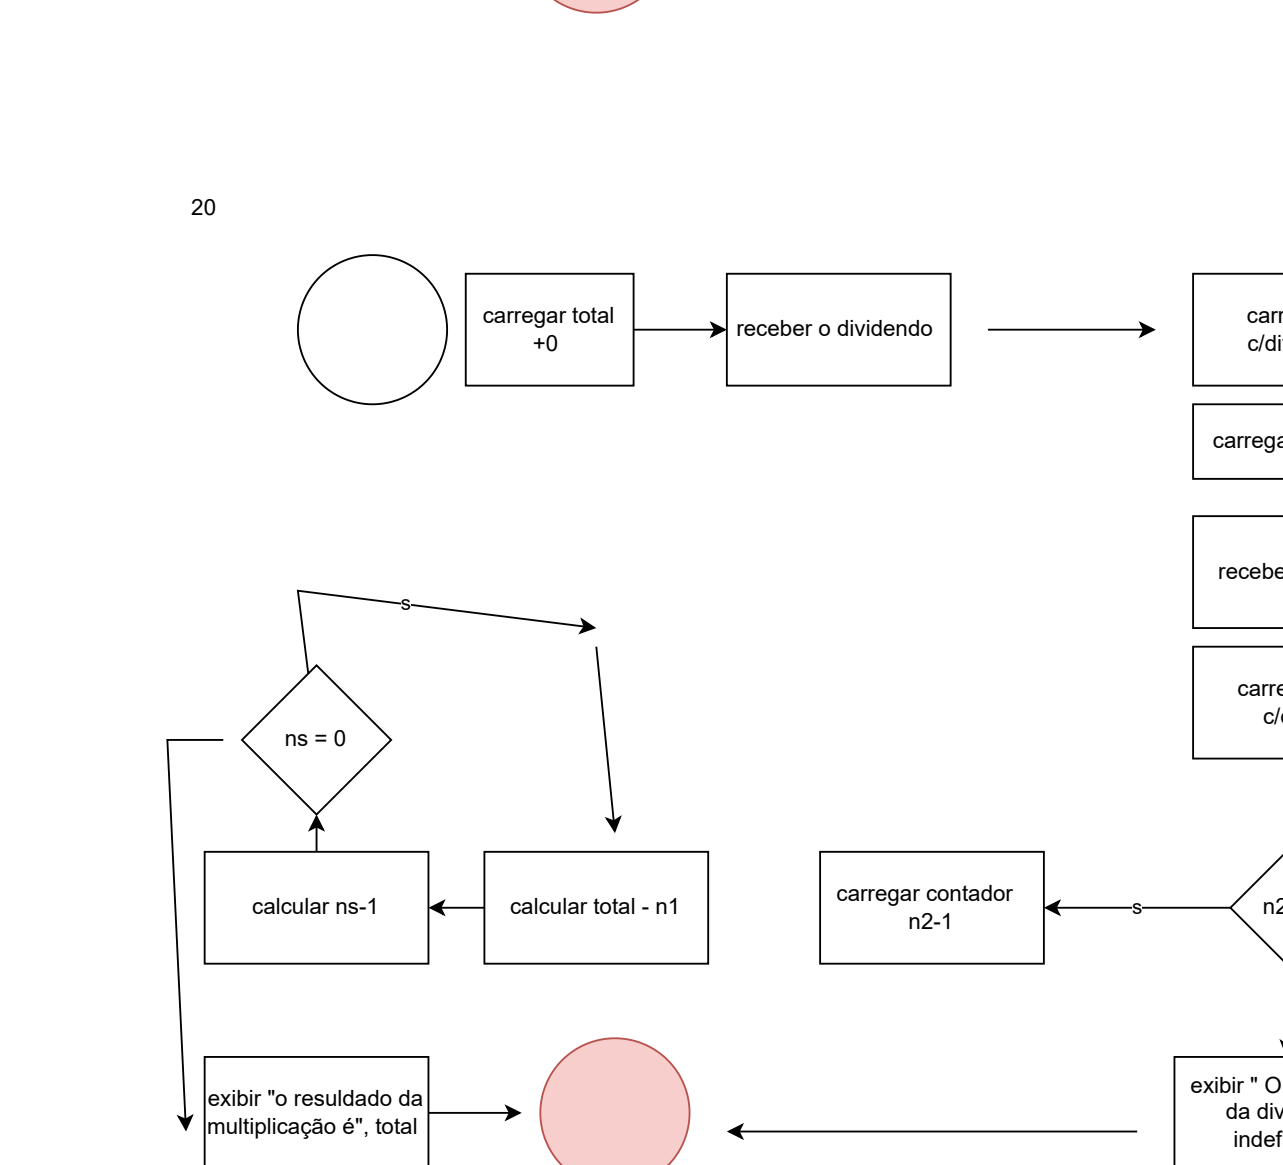 20
carregar total
+0
receber o dividendo
s
ns = 0
calcular ns-1
calcular total - n1
carregar contador
n2-1
s
exibir "o resuldado da
multiplicação é", total
exibir " O